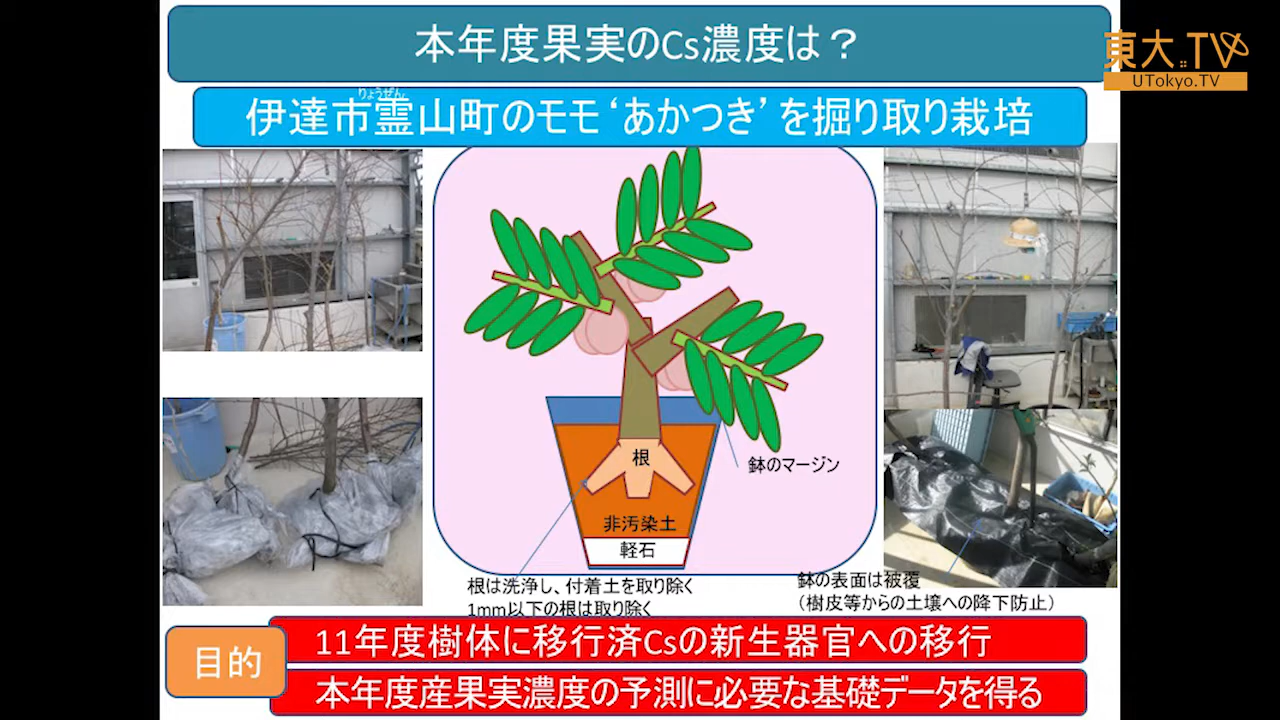 本年度果実のCs濃度は？
東大TV
UTokyo.TV
りょうぜん
伊達市霊山町のモモ‘あかつき’を掘り取り栽培
根
鉢のマージン
非汚染土
軽石
根は洗浄し、付着土を取り除く
1mm以下の根は取り除く
鉢の表面は被覆
（樹皮等からの土壌への降下防止）
目的
11年度樹体に移行済Csの新生器官への移行
本年度産果実濃度の予測に必要な基礎データを得る